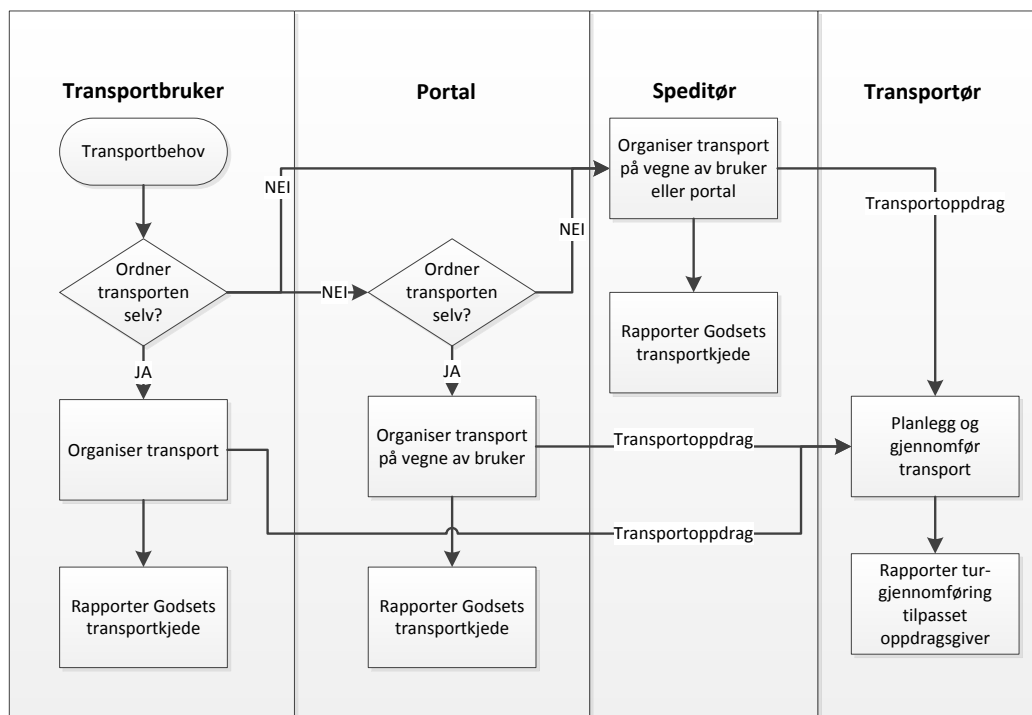 Transportbruker
Transportbehov
Ordner
transporten
selv?
NEI
NEI
JA
Organiser transport
Rapporter Godsets
transportkjede
Portal
Ordner
transporten
selv?
NEI
JA
Organiser transport
på vegne av bruker
Rapporter Godsets
transportkjede
Speditør
Organiser transport
på vegne av bruker
eller portal
Rapporter Godsets
transportkjede
Transportoppdrag
Transportoppdrag
Transportør
Transportoppdrag
Planlegg og
gjennomfør
transport
Rapporter tur-
gjennomføring
tilpasset
oppdragsgiver